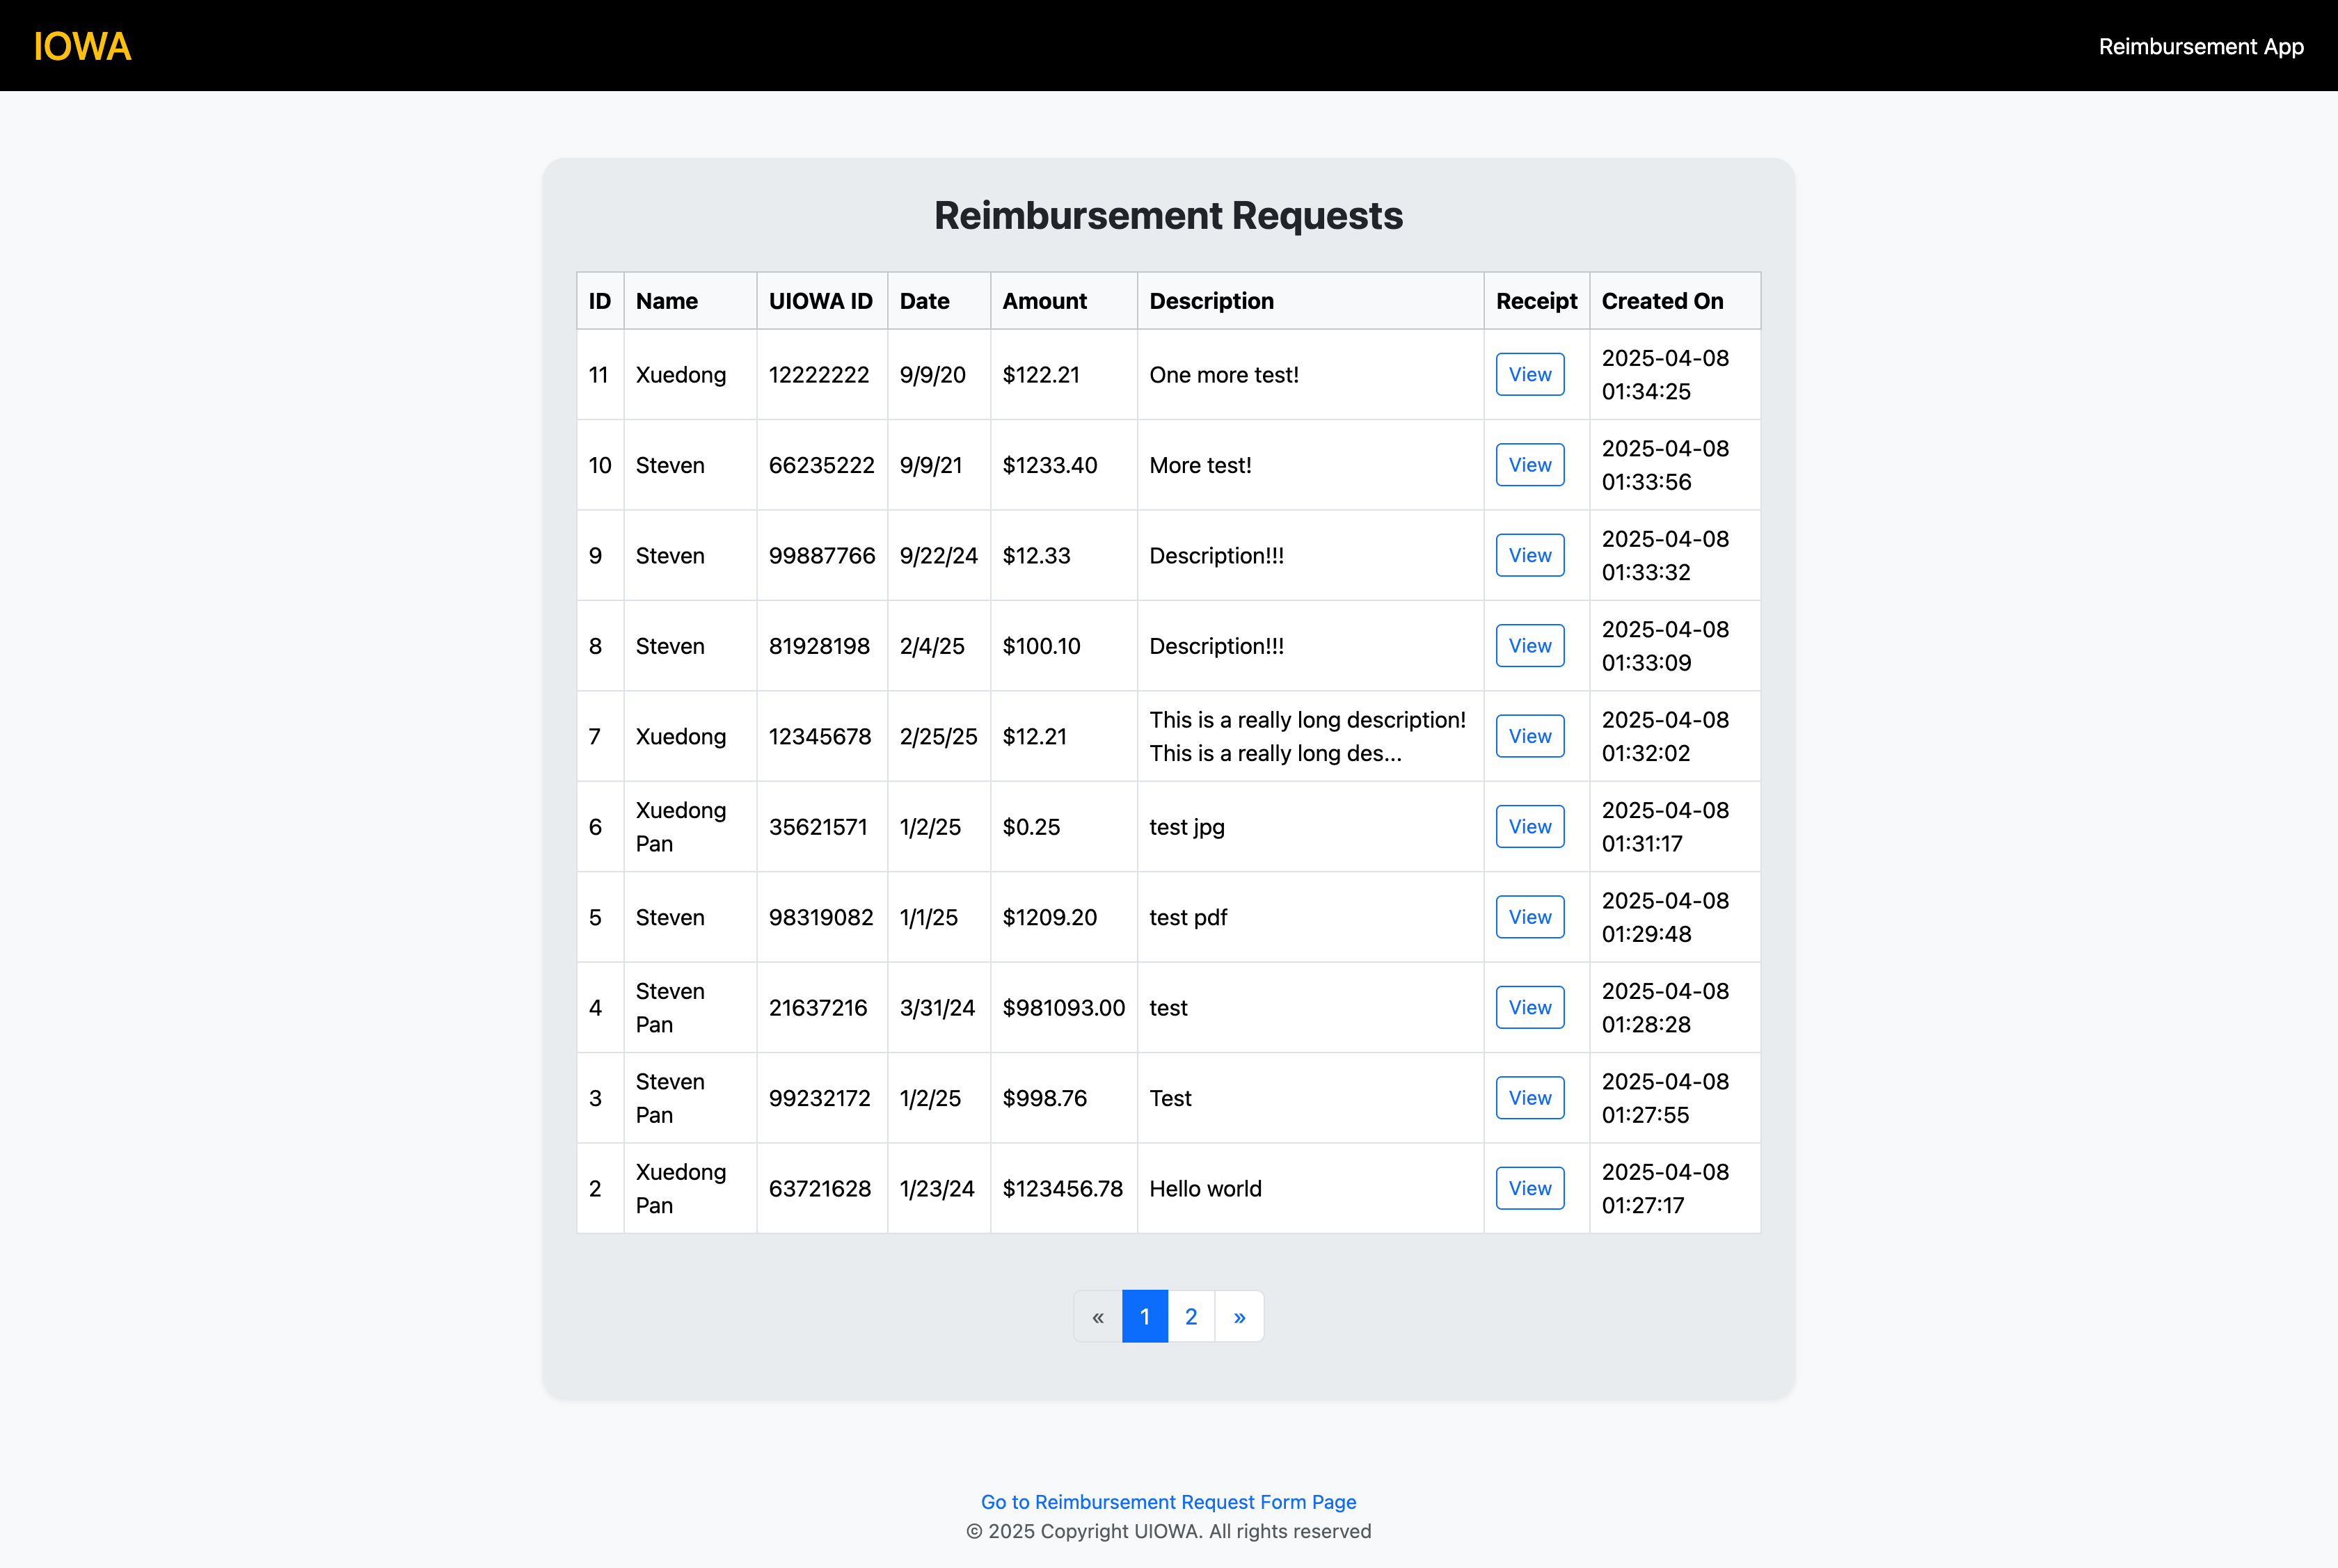 IOWA
Reimbursement App
Reimbursement Requests
ID Name UIOWA ID Date Amount Description Receipt Created On
11 Xuedong 12222222 9/9/20 $122.21 One more test! View 2025-04-08 01:34:25
10 Steven 66235222 9/9/21 $1233.40 More test! View 2025-04-08 01:33:56
9 Steven 99887766 9/22/24 $12.33 Description!!! View 2025-04-08 01:33:32
8 Steven 81928198 2/4/25 $100.10 Description!!! View 2025-04-08 01:33:09
7 Xuedong 12345678 2/25/25 $12.21 This is a really long description! This is a really long des... View 2025-04-08 01:32:02
6 Xuedong Pan 35621571 1/2/25 $0.25 test jpg View 2025-04-08 01:31:17
5 Steven 98319082 1/1/25 $1209.20 test pdf View 2025-04-08 01:29:48
4 Steven Pan 21637216 3/31/24 $981093.00 test View 2025-04-08 01:28:28
3 Steven Pan 99232172 1/2/25 $998.76 Test View 2025-04-08 01:27:55
2 Xuedong Pan 63721628 1/23/24 $123456.78 Hello world View 2025-04-08 01:27:17
« 1 2 »
Go to Reimbursement Request Form Page
© 2025 Copyright UIOWA. All rights reserved